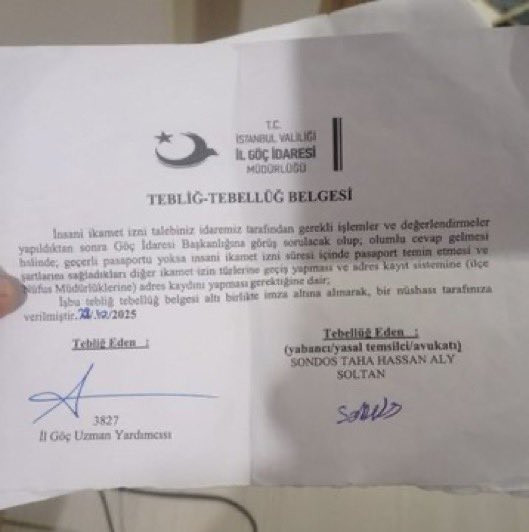 T.C.
İSTANBUL VALİLİĞİ
İL GÖÇ İDARESİ
MÜDÜRLÜĞÜ
TEBLİĞ-TEBELLÜĞ BELGESİ
İnsani ikamet izni talebiniz idaremiz tarafından gerekli işlemler ve değerlendirmeler
yapıldıktan sonra Göç İdaresi Başkanlığına görüş sorulacak olup; olumlu cevap gelmesi
halinde; geçerli pasaportu yoksa insani ikamet izni süresi içinde pasaport temin etmesi ve
şartlarını sağladıkları diğer ikamet izin türlerine geçiş yapması ve adres kayıt sistemine (ilçe
Nüfus Müdürlüklerine) adres kaydını yapması gerektiğine dair;
İşbu tebliğ tebellüğ belgesi altı birlikte imza altına alınarak, bir nüshası tarafınıza
verilmiştir. /2025
Tebliğ Eden :
3827
İl Göç Uzman Yardımcısı
Tebellüğ Eden :
(yabancı/yasal temsilci/avukatı)
SONDOS TAHA HASSAN ALY
SOLTAN